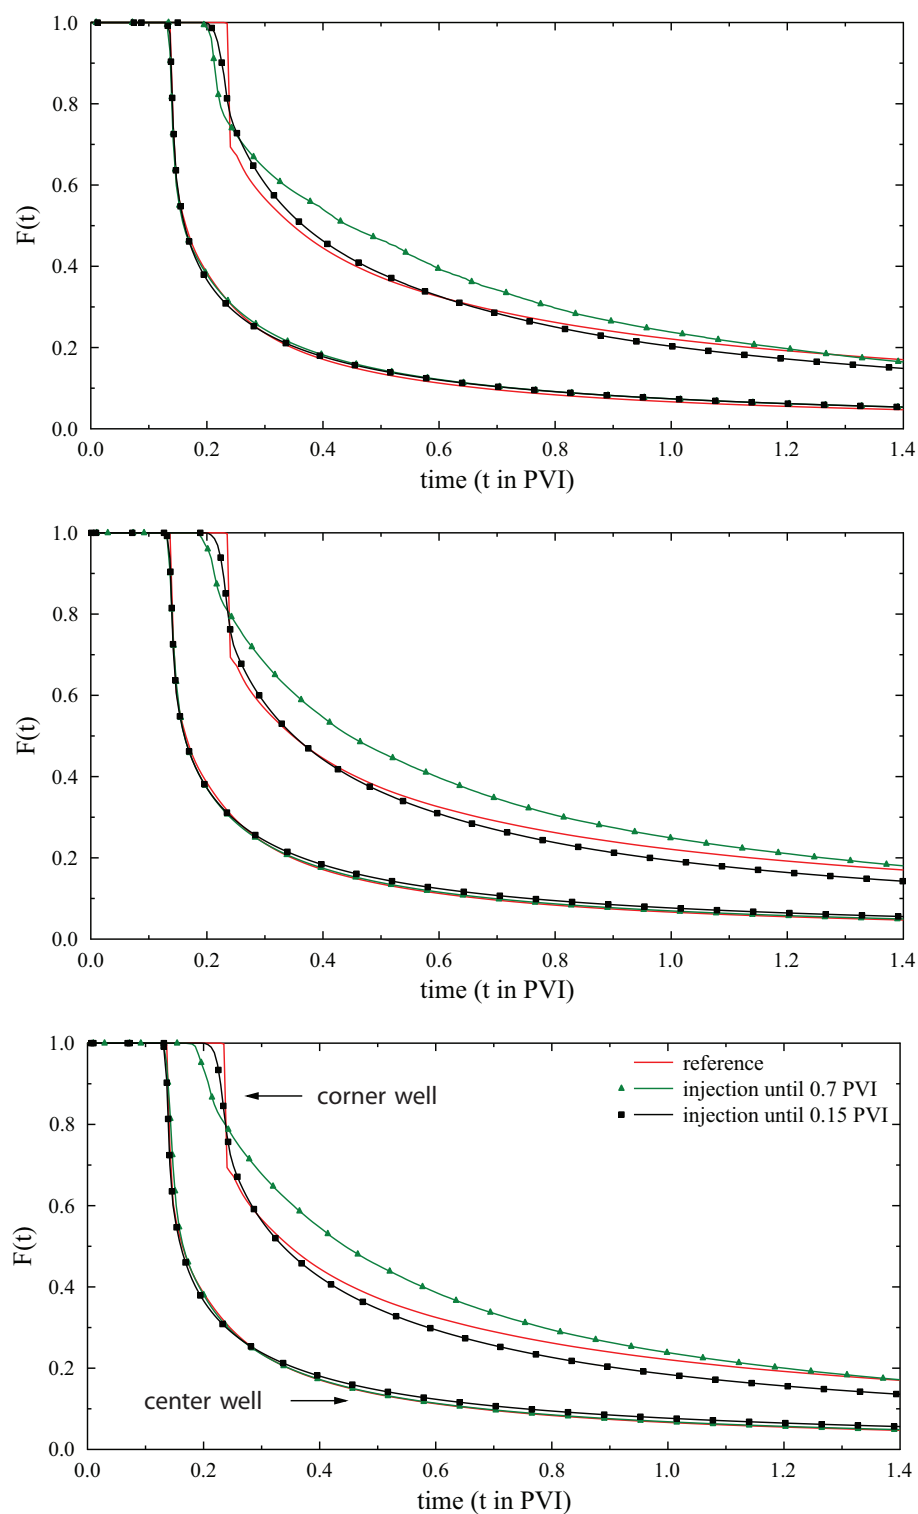 1.0
0.8
0.6
0.4
0.2
0.0
F(t)
0.0 0.2 0.4 0.6 0.8 1.0 1.2 1.4
time (t in PVI)
1.0
0.8
0.6
0.4
0.2
0.0
F(t)
0.0 0.2 0.4 0.6 0.8 1.0 1.2 1.4
time (t in PVI)
1.0
0.8
0.6
0.4
0.2
0.0
F(t)
reference
injection until 0.7 PVI
injection until 0.15 PVI
corner well
center well
0.0 0.2 0.4 0.6 0.8 1.0 1.2 1.4
time (t in PVI)